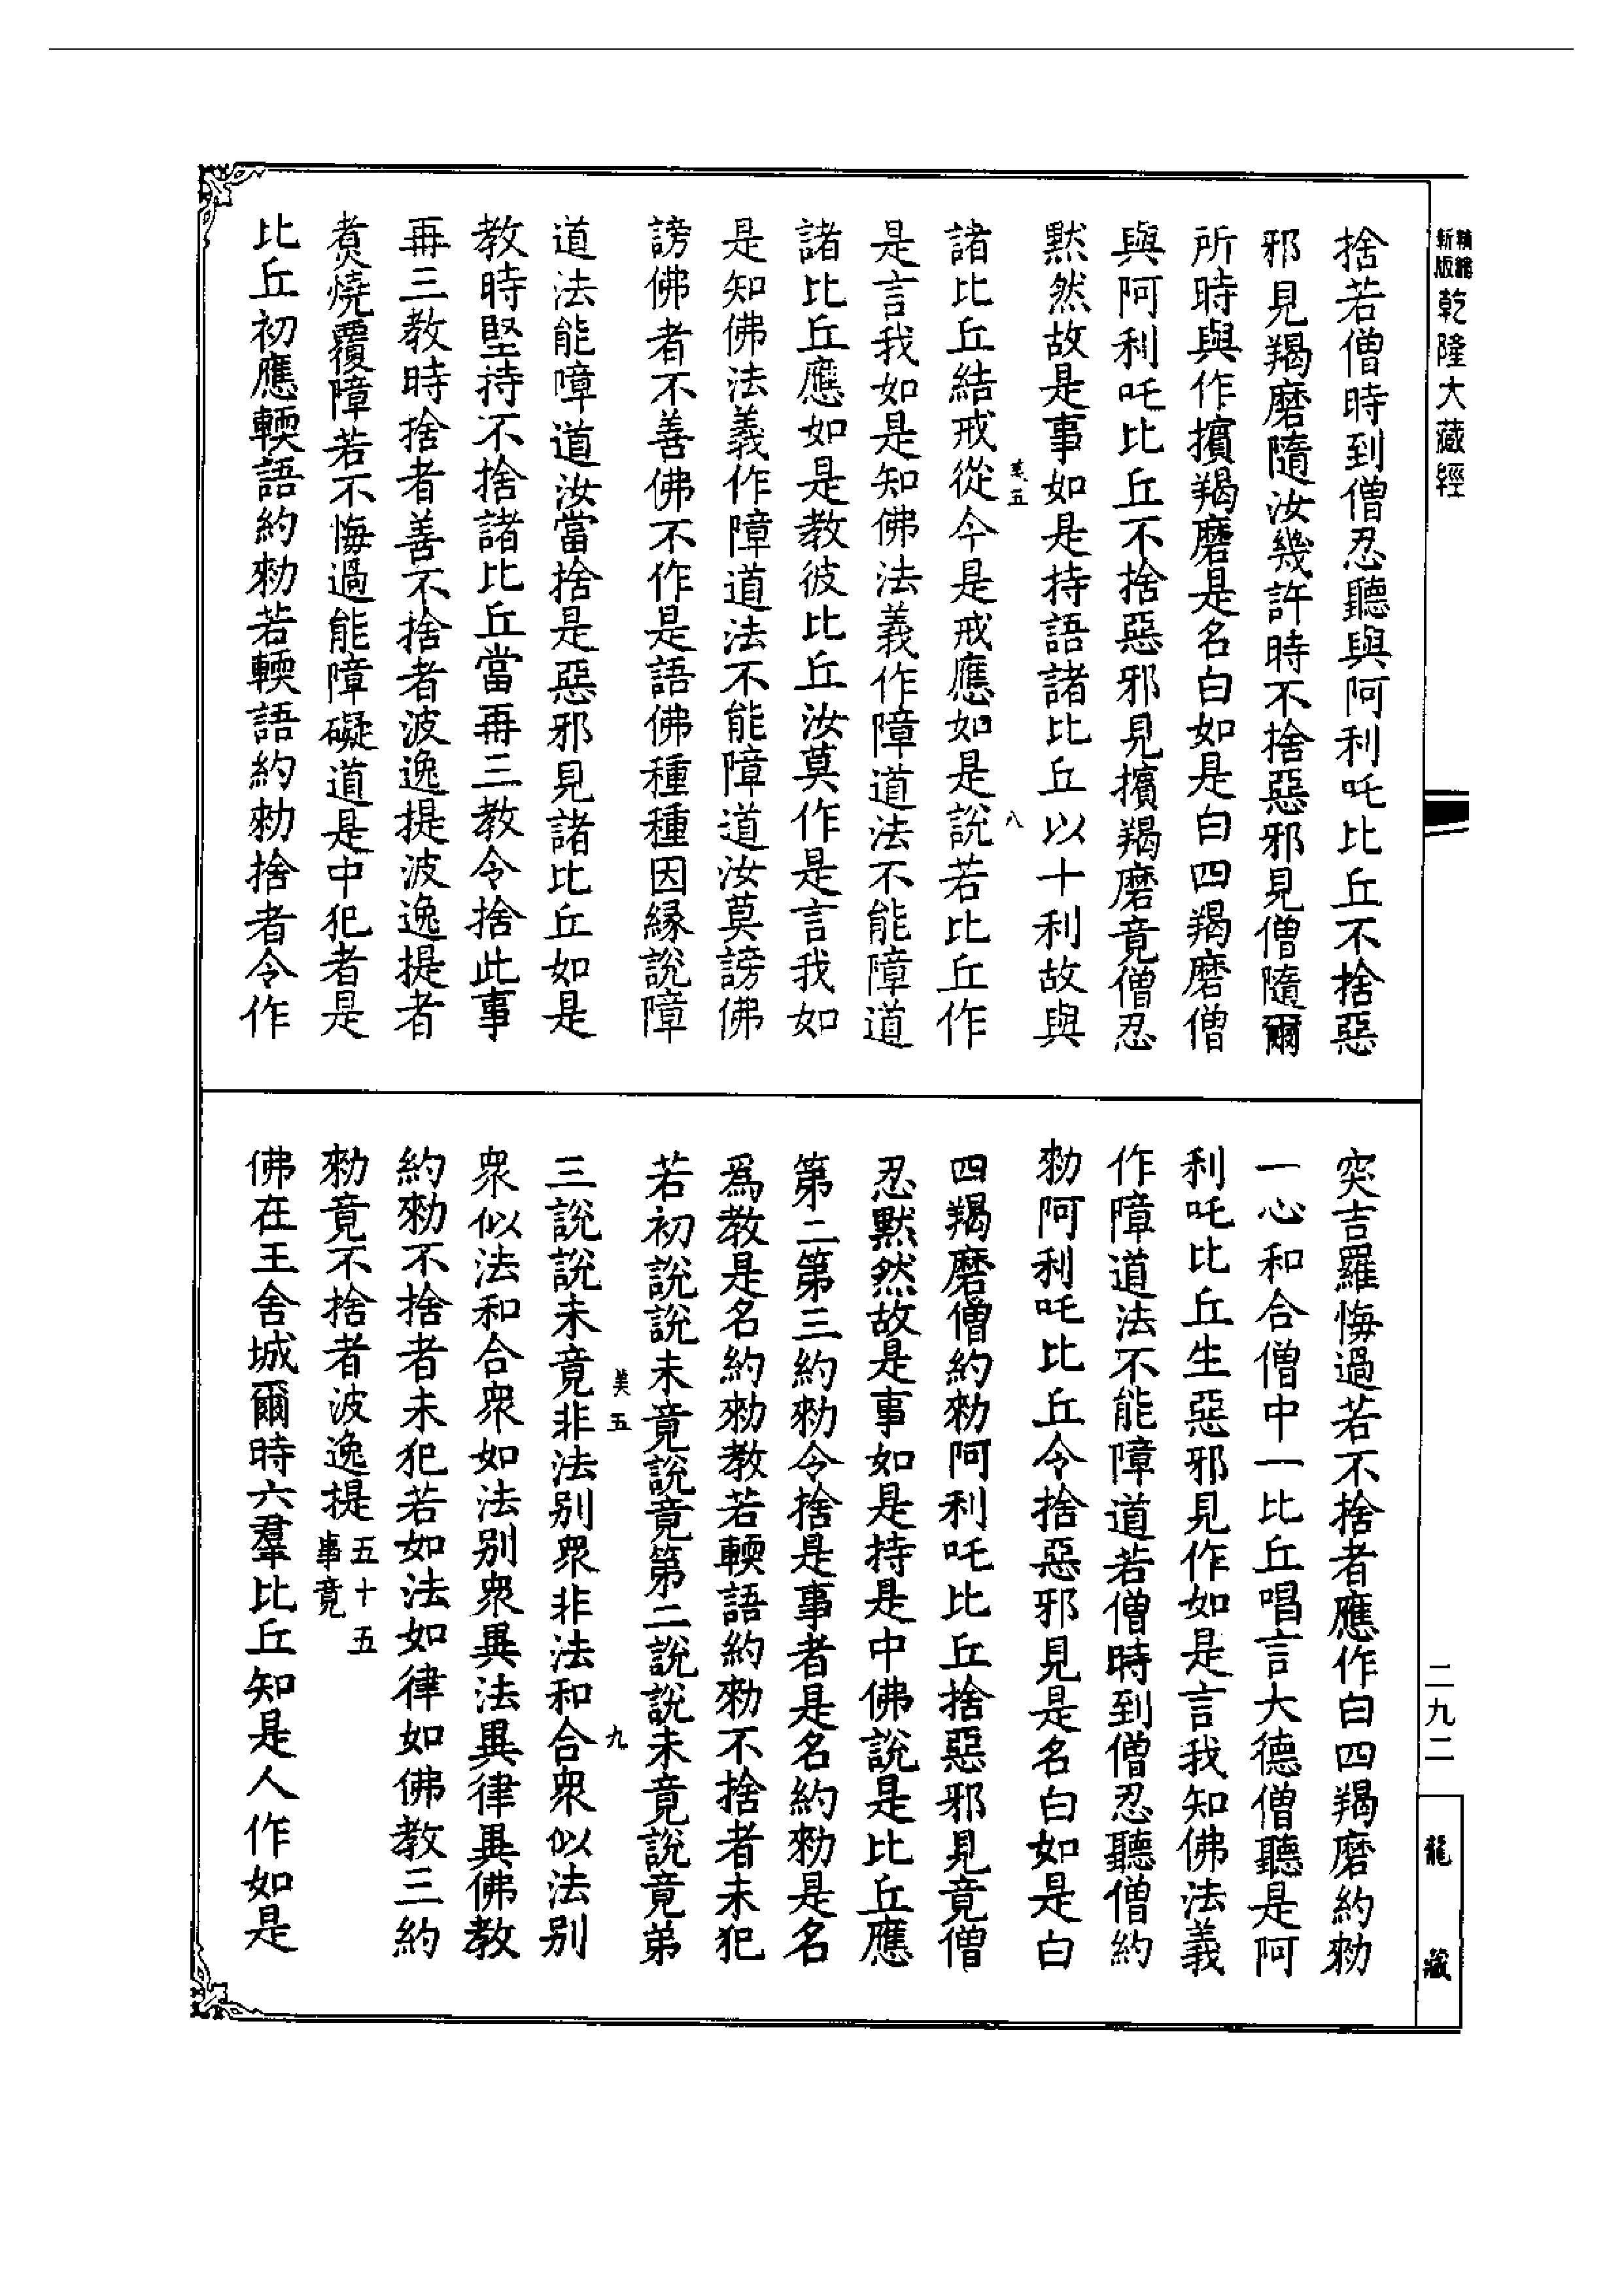 精縮
新版
乾隆大藏經
捨若僧時到僧忍聽與阿利吒比丘不捨惡
邪見羯磨隨汝幾許時不捨惡邪見僧隨爾
所時與作擯羯磨是名白如是白四羯磨僧
與阿利吒比丘不捨惡邪見擯羯磨竟僧忍
默然故是事如是持語諸比丘以十利故與
八
諸比丘結戒從今是戒應如是說若比丘作
是言我如是知佛法義作障道法不能障道
諸比丘應如是教彼比丘汝莫作是言我如
是知佛法義作障道法不能障道汝莫謗佛
謗佛者不善佛不作是語佛種種因緣說障
道法能障道汝當捨是惡邪見諸比丘如是
教時堅持不捨諸比丘當再三教令捨此事
再三教時捨者善不捨者波逸提波逸提者
煑燒覆障若不悔過能障礙道是中犯者是
比丘初應輭語約勑若輭語約勑捨者令作
突吉羅悔過若不捨者應作白四羯磨約勑
一心和合僧中一比丘唱言大德僧聽是阿
利吒比丘生惡邪見作如是言我知佛法義
作障道法不能障道若僧時到僧忍聽僧約
勑阿利吒比丘令捨惡邪見是名白如是白
四羯磨僧約勑阿利吒比丘捨惡邪見竟僧
忍默然故是事如是持是中佛說是比丘應
第二第三約勑令捨是事者是名約勑是名
爲教是名約勑教若輭語約勑不捨者未犯
若初說說未竟說竟第二說說未竟說竟第
美五
九
三說說未竟非法别衆非法和合衆似法别
衆似法和合衆如法别衆異法異律異佛教
約勑不捨者未犯若如法如律如佛教三約
勑竟不捨者波逸提五十五事竟
佛在王舍城爾時六羣比丘知是人作如是
二九二
龍藏